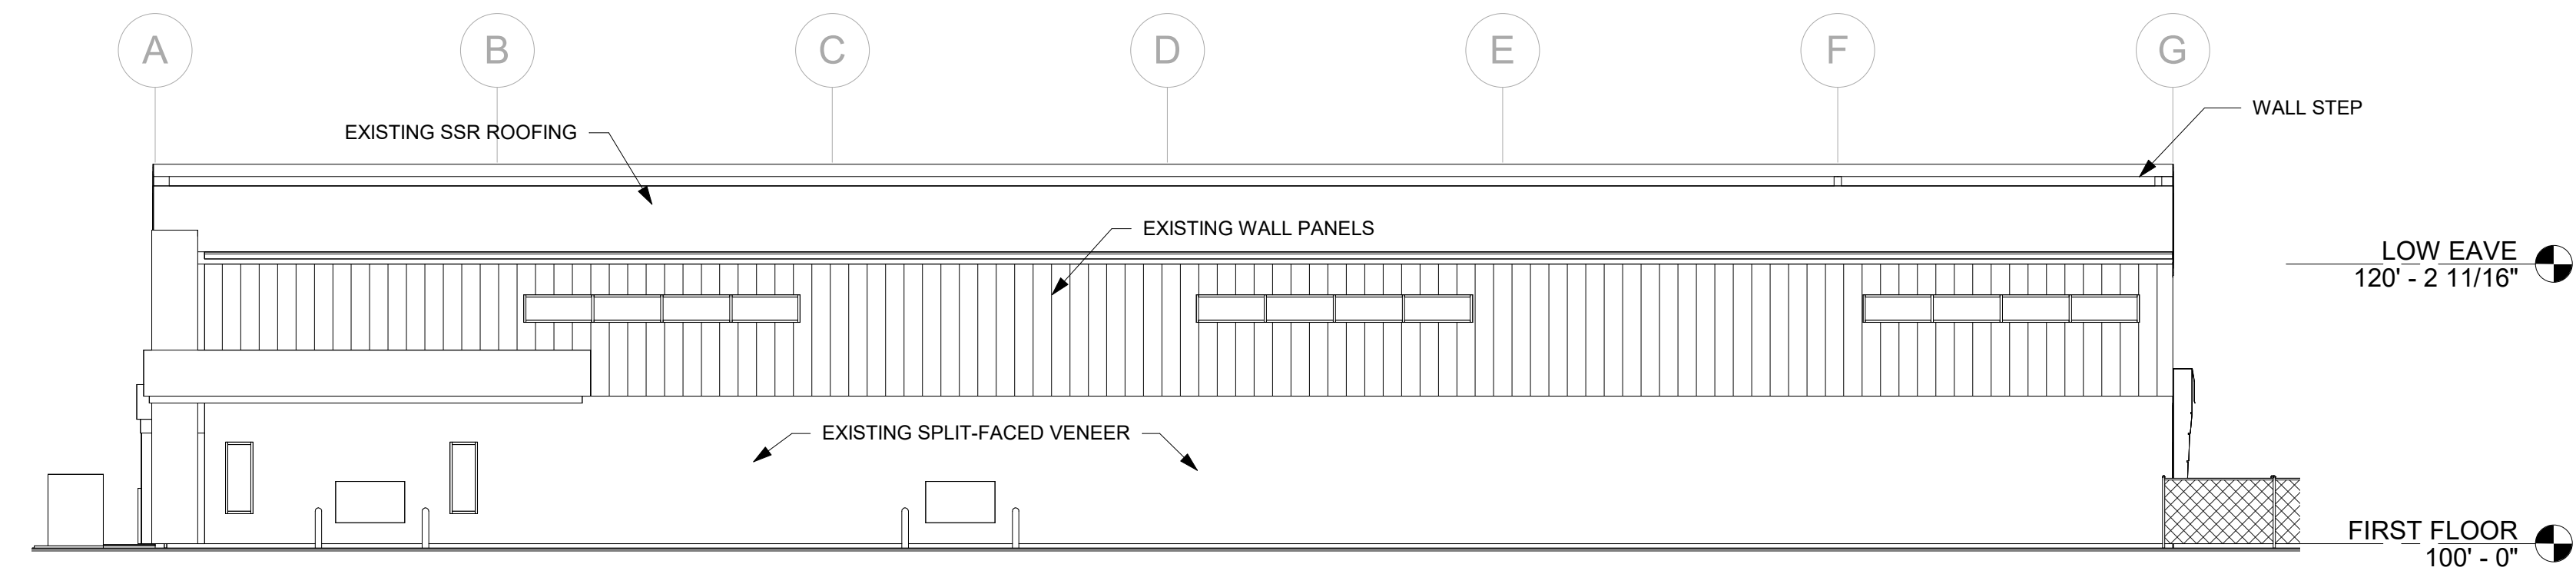 A B C D E F G
WALL STEP
EXISTING SSR ROOFING
EXISTING WALL PANELS
LOW EAVE
120' - 2 11/16"
EXISTING SPLIT-FACED VENEER
FIRST FLOOR
100' - 0"